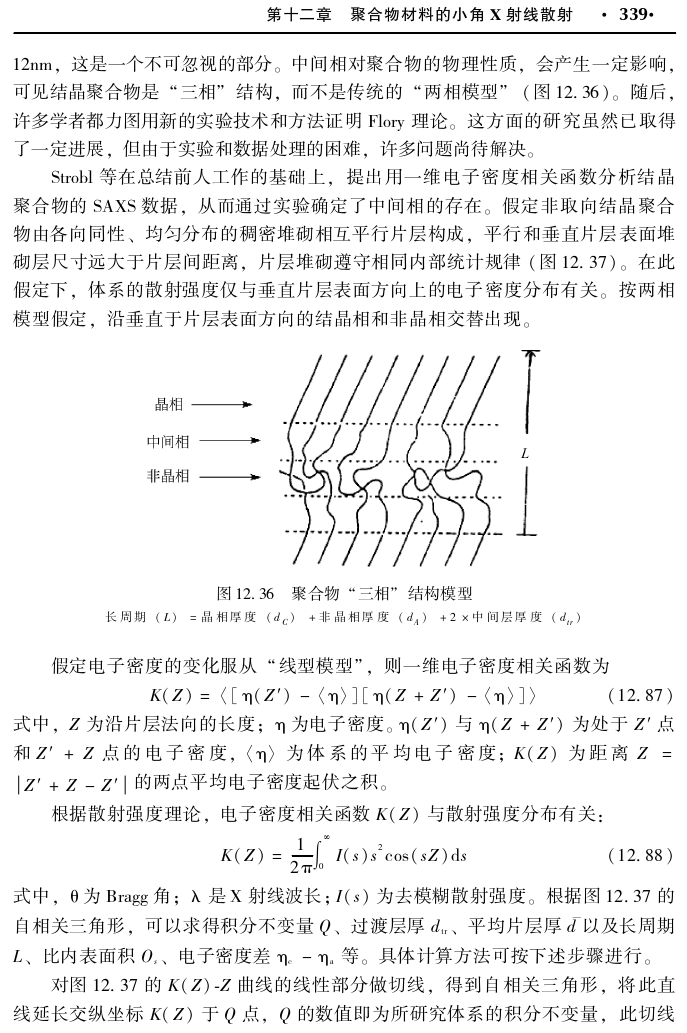 第十二章 聚合物材料的小角 X 射线散射 · 339·
12nm，这是一个不可忽视的部分。中间相对聚合物的物理性质，会产生一定影响，
可见结晶聚合物是“三相”结构，而不是传统的“两相模型”（图 12. 36）。随后，
许多学者都力图用新的实验技术和方法证明 Flory 理论。这方面的研究虽然已取得
了一定进展，但由于实验和数据处理的困难，许多问题尚待解决。
Strobl 等在总结前人工作的基础上，提出用一维电子密度相关函数分析结晶
聚合物的 SAXS 数据，从而通过实验确定了中间相的存在。假定非取向结晶聚合
物由各向同性、均匀分布的稠密堆砌相互平行片层构成，平行和垂直片层表面堆
砌层尺寸远大于片层间距离，片层堆砌遵守相同内部统计规律（图 12. 37）。在此
假定下，体系的散射强度仅与垂直片层表面方向上的电子密度分布有关。按两相
模型假定，沿垂直于片层表面方向的结晶相和非晶相交替出现。
晶相
中间相
L
非晶相
图 12. 36 聚合物“三相”结构模型
长周期（L）=晶相厚度（d_C）+非晶相厚度（d_A）+2×中间层厚度（d_tr）
假定电子密度的变化服从“线型模型”，则一维电子密度相关函数为
K(Z) = 〈[ η(Z′) − 〈η〉][ η(Z + Z′) − 〈η〉]〉 (12. 87)
式中，Z 为沿片层法向的长度；η 为电子密度。η(Z′) 与 η(Z + Z′) 为处于 Z′ 点
和 Z′ + Z 点的电子密度，〈η〉 为体系的平均电子密度；K(Z) 为距离 Z =
|Z′ + Z − Z′| 的两点平均电子密度起伏之积。
根据散射强度理论，电子密度相关函数 K(Z) 与散射强度分布有关：
K(Z) = 1/2π ∫₀^∞ I(s)s²cos(sZ)ds (12. 88)
式中，θ 为 Bragg 角；λ 是 X 射线波长；I(s) 为去模糊散射强度。根据图 12. 37 的
自相关三角形，可以求得积分不变量 Q、过渡层厚 d_tr、平均片层厚 d̄ 以及长周期
L、比内表面积 O_s、电子密度差 η_c − η_a 等。具体计算方法可按下述步骤进行。
对图 12. 37 的 K(Z)-Z 曲线的线性部分做切线，得到自相关三角形，将此直
线延长交纵坐标 K(Z) 于 Q 点，Q 的数值即为所研究体系的积分不变量，此切线